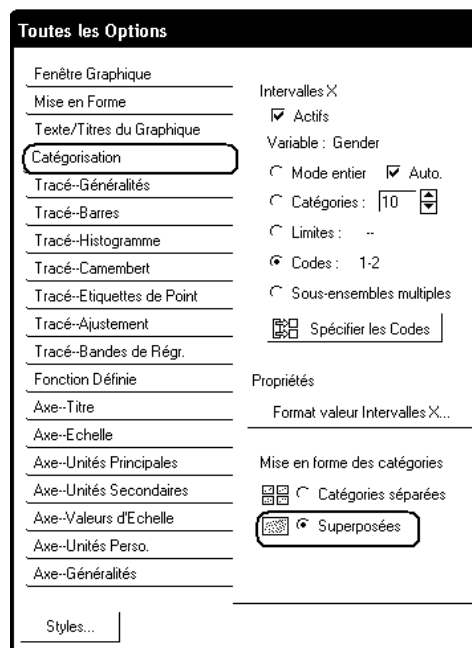 Toutes les Options
Fenêtre Graphique
Mise en Forme
Texte/Titres du Graphique
Catégorisation
Tracé--Généralités
Tracé--Barres
Tracé--Histogramme
Tracé--Camembert
Tracé--Etiquettes de Point
Tracé--Ajustement
Tracé--Bandes de Régr.
Fonction Définie
Axe--Titre
Axe--Echelle
Axe--Unités Principales
Axe--Unités Secondaires
Axe--Valeurs d'Echelle
Axe--Unités Perso.
Axe--Généralités
Styles...
Intervalles X
Actifs
Variable : Gender
Mode entier Auto.
Catégories : 10
Limites : --
Codes : 1-2
Sous-ensembles multiples
Spécifier les Codes
Propriétés
Format valeur Intervalles X...
Mise en forme des catégories
Catégories séparées
Superposées